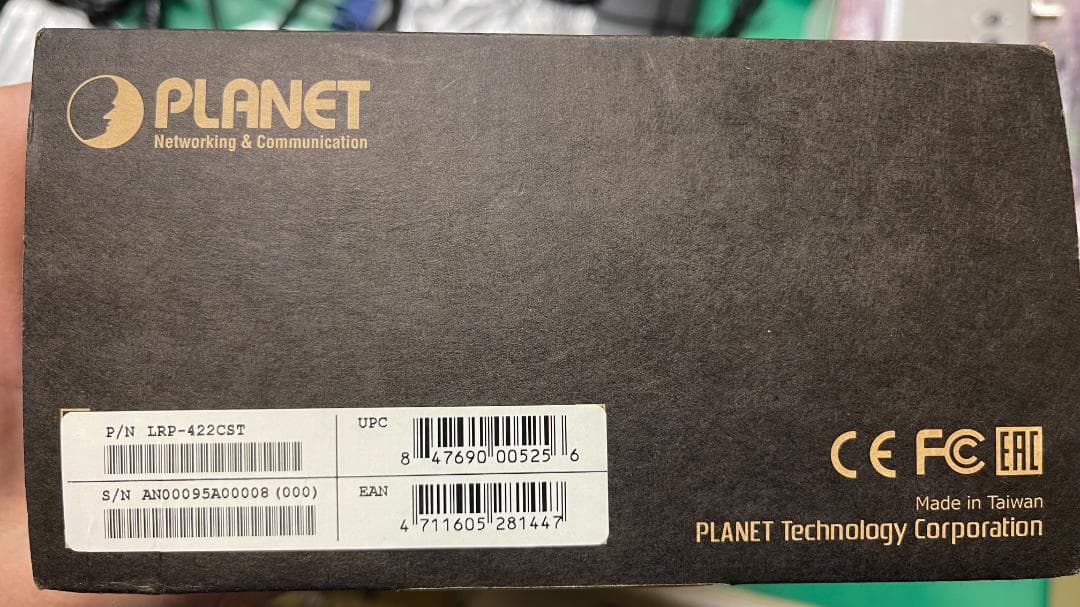 PLANET
Networking & Communication
P/N LRP-422CST
S/N AN00095A00008 (000)
UPC
8 47690 00525 6
EAN
4 711605 281447
CE FC EAC
Made in Taiwan
PLANET Technology Corporation